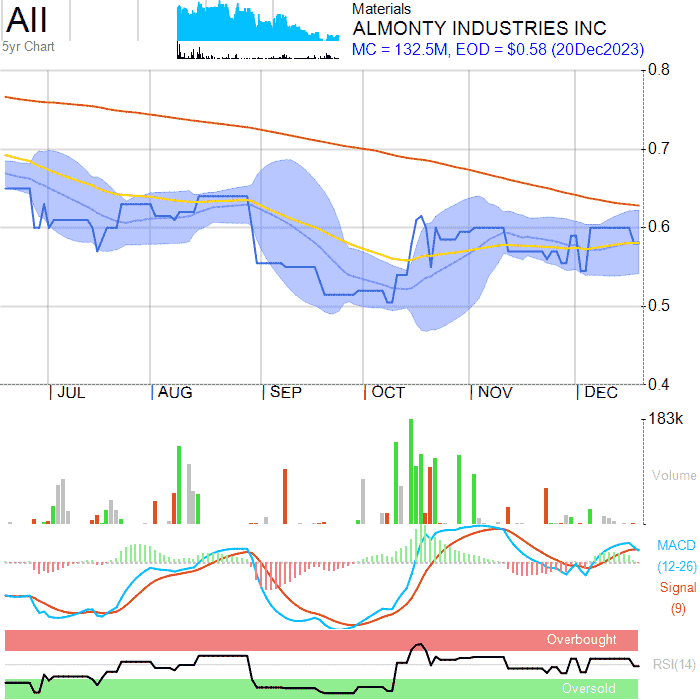 AII
5yr Chart
Materials
ALMONTY INDUSTRIES INC
MC = 132.5M, EOD = $0.58 (20Dec2023)
0.8
0.7
0.6
0.5
0.4
JUL AUG SEP OCT NOV DEC
183k
Volume
MACD
(12-26)
Signal
(9)
Overbought
RSI(14)
Oversold